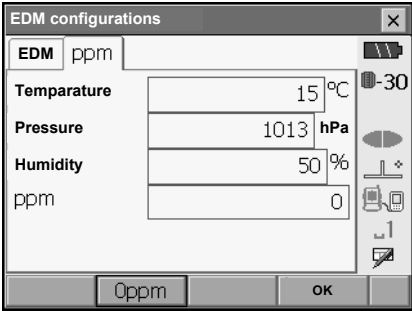 EDM configurations
EDM ppm
Temparature 15 °C
-30
Pressure 1013 hPa
Humidity 50 %
ppm 0
1
0ppm OK